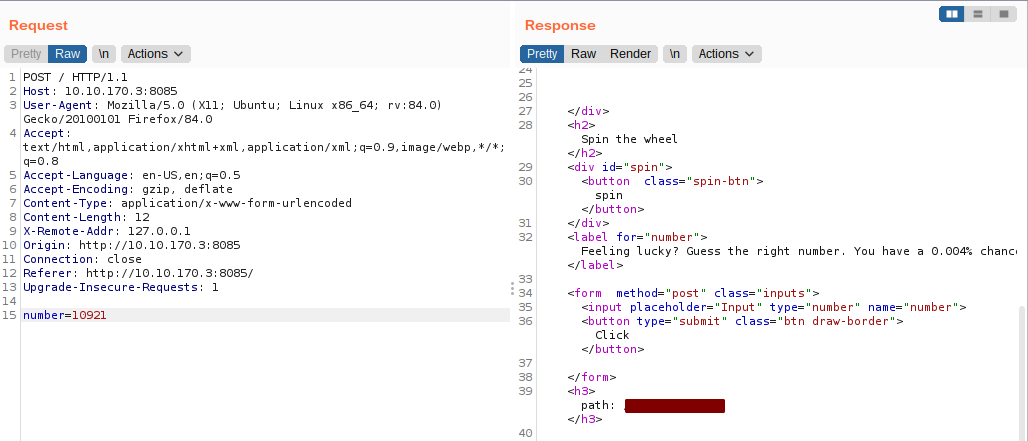 Request
Pretty Raw \n Actions
1 POST / HTTP/1.1
2 Host: 10.10.170.3:8085
3 User-Agent: Mozilla/5.0 (X11; Ubuntu; Linux x86_64; rv:84.0)
Gecko/20100101 Firefox/84.0
4 Accept:
text/html,application/xhtml+xml,application/xml;q=0.9,image/webp,*/*;
q=0.8
5 Accept-Language: en-US,en;q=0.5
6 Accept-Encoding: gzip, deflate
7 Content-Type: application/x-www-form-urlencoded
8 Content-Length: 12
9 X-Remote-Addr: 127.0.0.1
10 Origin: http://10.10.170.3:8085
11 Connection: close
12 Referer: http://10.10.170.3:8085/
13 Upgrade-Insecure-Requests: 1
14
15 number=10921
Response
Pretty Raw Render \n Actions
24
25
26
27 </div>
28 <h2>
Spin the wheel
</h2>
29 <div id="spin">
30 <button  class="spin-btn">
spin
</button>
31 </div>
32 <label for="number">
Feeling lucky? Guess the right number. You have a 0.004% chanc
</label>
33
34 <form  method="post" class="inputs">
35 <input placeholder="Input" type="number" name="number">
36 <button type="submit" class="btn draw-border">
Click
</button>
37
38 </form>
39 <h3>
path:
</h3>
40